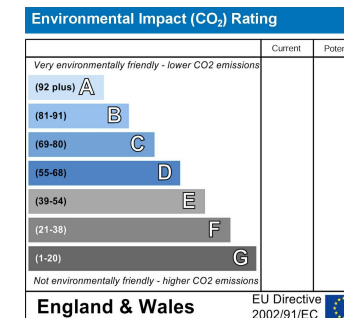 Environmental Impact (CO₂) Rating
Current Poten
Very environmentally friendly - lower CO2 emissions
(92 plus) A
(81-91) B
(69-80) C
(55-68) D
(39-54) E
(21-38) F
(1-20) G
Not environmentally friendly - higher CO2 emissions
England & Wales
EU Directive
2002/91/EC